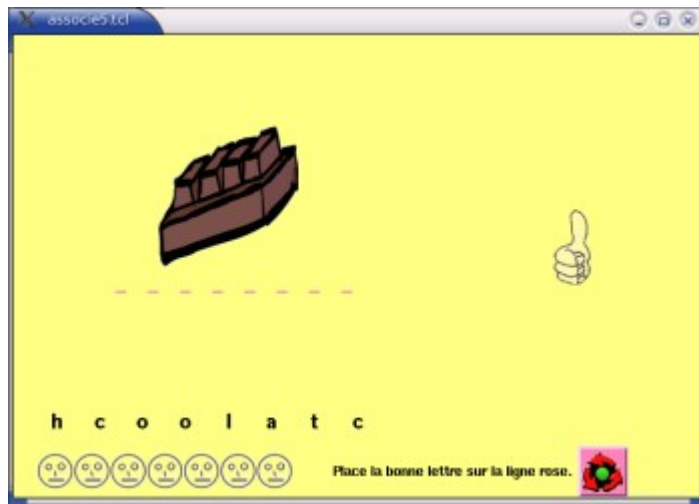 associe5.tcl
h c o o l a t c
Place la bonne lettre sur la ligne rose.